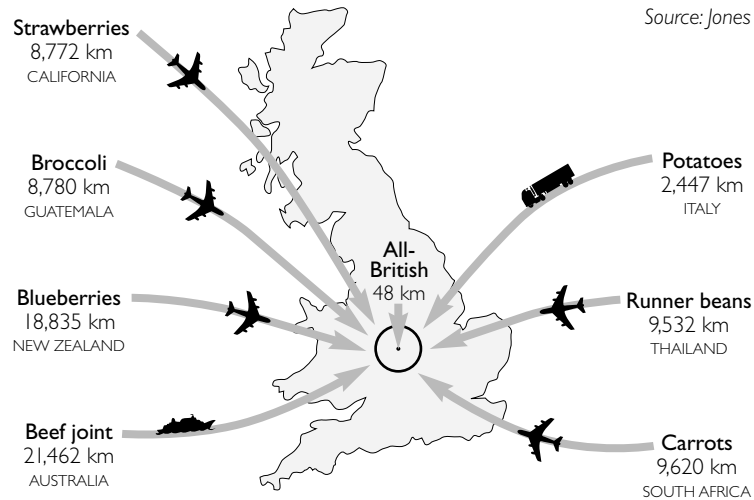 Source: Jones
Strawberries
8,772 km
CALIFORNIA
Broccoli
8,780 km
GUATEMALA
Blueberries
18,835 km
NEW ZEALAND
Beef joint
21,462 km
AUSTRALIA
All-
British
48 km
Potatoes
2,447 km
ITALY
Runner beans
9,532 km
THAILAND
Carrots
9,620 km
SOUTH AFRICA